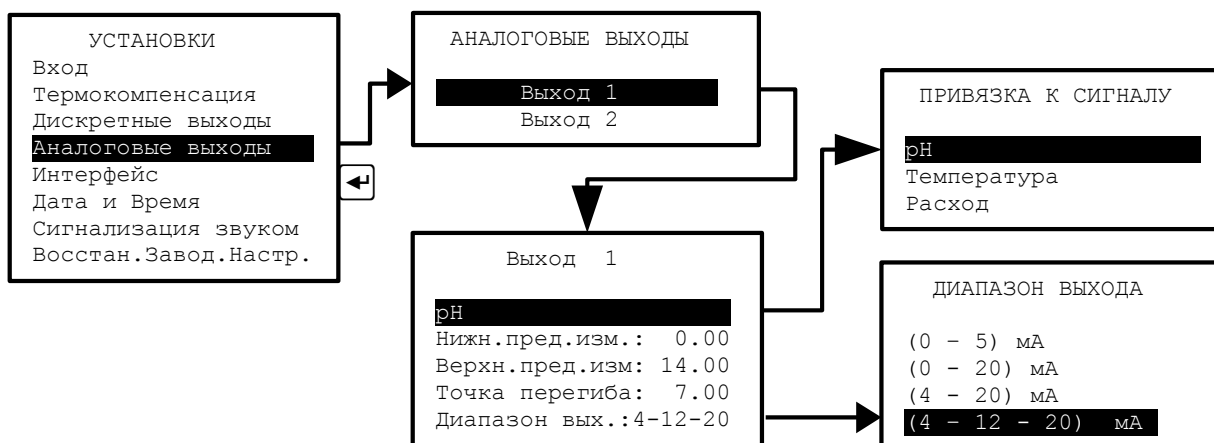 УСТАНОВКИ
Вход
Термокомпенсация
Дискретные выходы
Аналоговые выходы
Интерфейс
Дата и Время
Сигнализация звуком
Восстан.Завод.Настр.
АНАЛОГОВЫЕ ВЫХОДЫ
Выход 1
Выход 2
Выход 1
pH
Нижн.пред.изм.: 0.00
Верхн.пред.изм: 14.00
Точка перегиба: 7.00
Диапазон вых.:4-12-20
ПРИВЯЗКА К СИГНАЛУ
pH
Температура
Расход
ДИАПАЗОН ВЫХОДА
(0 – 5) мА
(0 - 20) мА
(4 - 20) мА
(4 – 12 - 20) мА